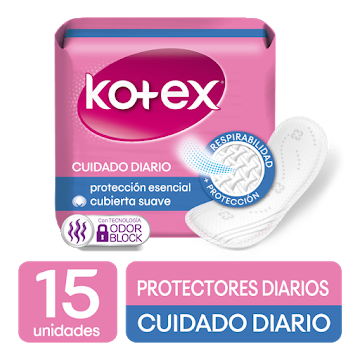 kotex
CUIDADO DIARIO
protección esencial
cubierta suave
RESPIRABILIDAD
+ PROTECCIÓN
Con TECNOLOGÍA
ODOR
BLOCK
15
unidades
PROTECTORES DIARIOS
CUIDADO DIARIO